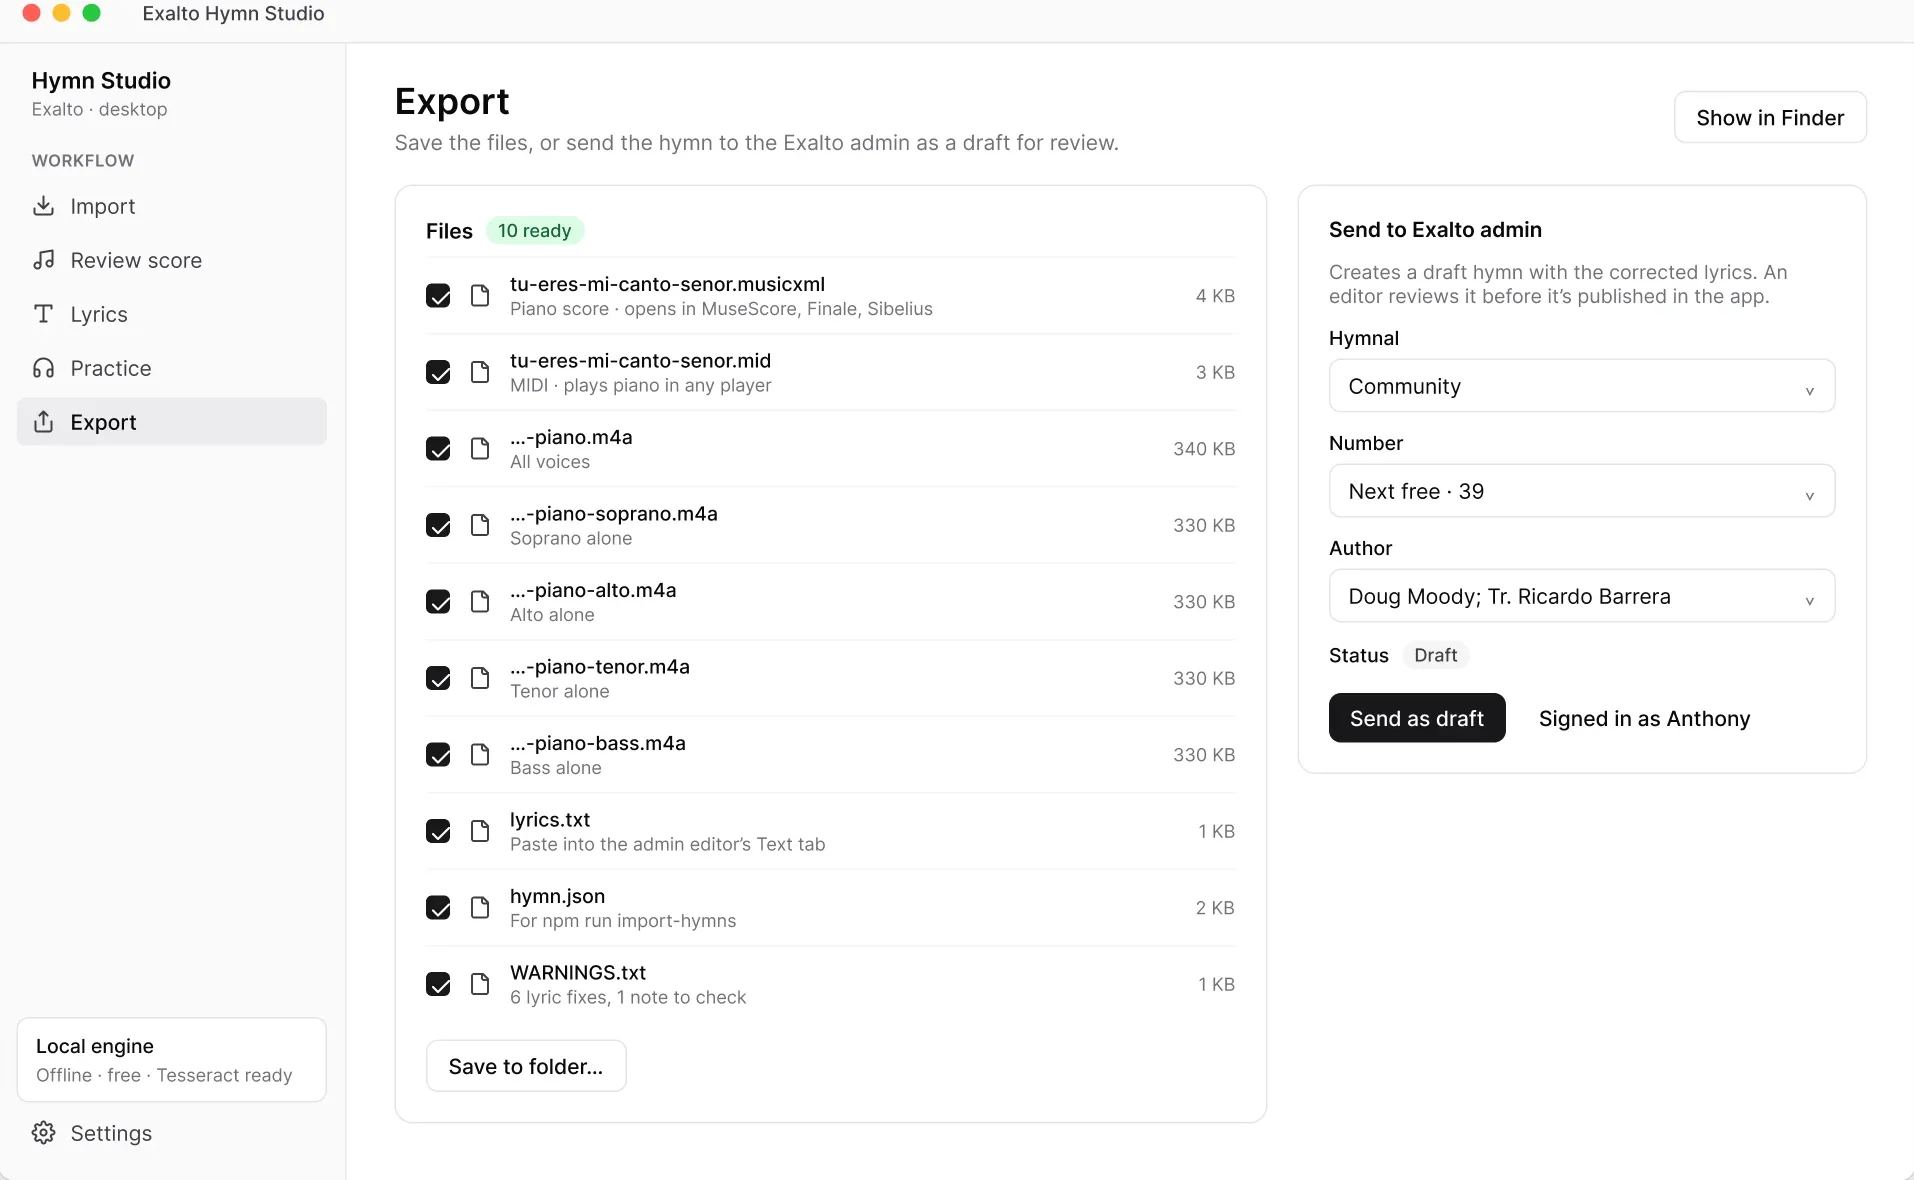 Exalto Hymn Studio
Hymn Studio
Exalto · desktop
WORKFLOW
Import
Review score
Lyrics
Practice
Export
Local engine
Offline · free · Tesseract ready
Settings
Export
Save the files, or send the hymn to the Exalto admin as a draft for review.
Show in Finder
Files 10 ready
tu-eres-mi-canto-senor.musicxml
Piano score · opens in MuseScore, Finale, Sibelius
4 KB
tu-eres-mi-canto-senor.mid
MIDI · plays piano in any player
3 KB
...-piano.m4a
All voices
340 KB
...-piano-soprano.m4a
Soprano alone
330 KB
...-piano-alto.m4a
Alto alone
330 KB
...-piano-tenor.m4a
Tenor alone
330 KB
...-piano-bass.m4a
Bass alone
330 KB
lyrics.txt
Paste into the admin editor’s Text tab
1 KB
hymn.json
For npm run import-hymns
2 KB
WARNINGS.txt
6 lyric fixes, 1 note to check
1 KB
Save to folder...
Send to Exalto admin
Creates a draft hymn with the corrected lyrics. An
editor reviews it before it’s published in the app.
Hymnal
Community
Number
Next free · 39
Author
Doug Moody; Tr. Ricardo Barrera
Status Draft
Send as draft
Signed in as Anthony